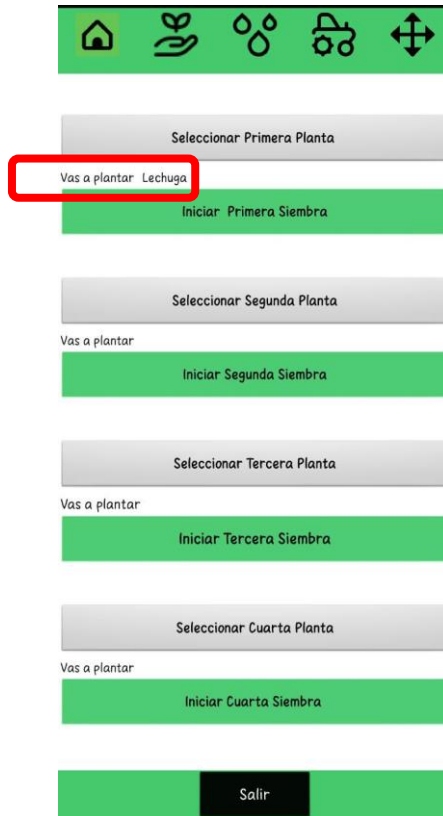 Seleccionar Primera Planta
Vas a plantar Lechuga
Iniciar Primera Siembra
Seleccionar Segunda Planta
Vas a plantar
Iniciar Segunda Siembra
Seleccionar Tercera Planta
Vas a plantar
Iniciar Tercera Siembra
Seleccionar Cuarta Planta
Vas a plantar
Iniciar Cuarta Siembra
Salir